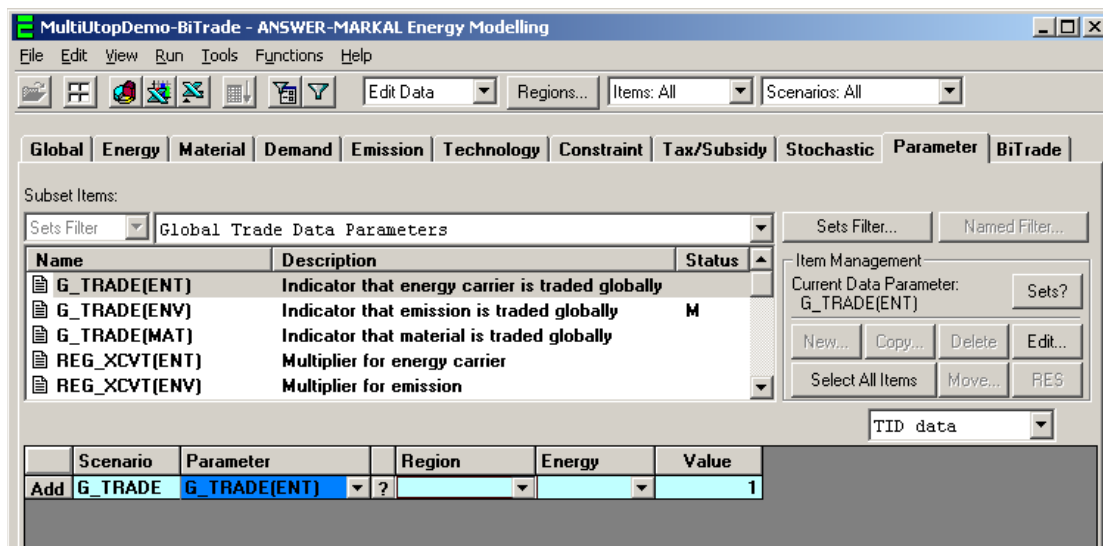 MultiUtopDemo-BiTrade - ANSWER-MARKAL Energy Modelling
File Edit View Run Tools Functions Help
Edit Data Regions... Items: All Scenarios: All
Global Energy Material Demand Emission Technology Constraint Tax/Subsidy Stochastic Parameter BiTrade
Subset Items:
Sets Filter Global Trade Data Parameters Sets Filter... Named Filter...
Name Description Status
G_TRADE(ENT) Indicator that energy carrier is traded globally
G_TRADE(ENV) Indicator that emission is traded globally M
G_TRADE(MAT) Indicator that material is traded globally
REG_XCVT(ENT) Multiplier for energy carrier
REG_XCVT(ENV) Multiplier for emission
Item Management
Current Data Parameter:
G_TRADE(ENT)
Sets?
New... Copy... Delete Edit...
Select All Items Move... RES
TID data
Scenario Parameter Region Energy Value
Add G_TRADE G_TRADE(ENT) ? 1